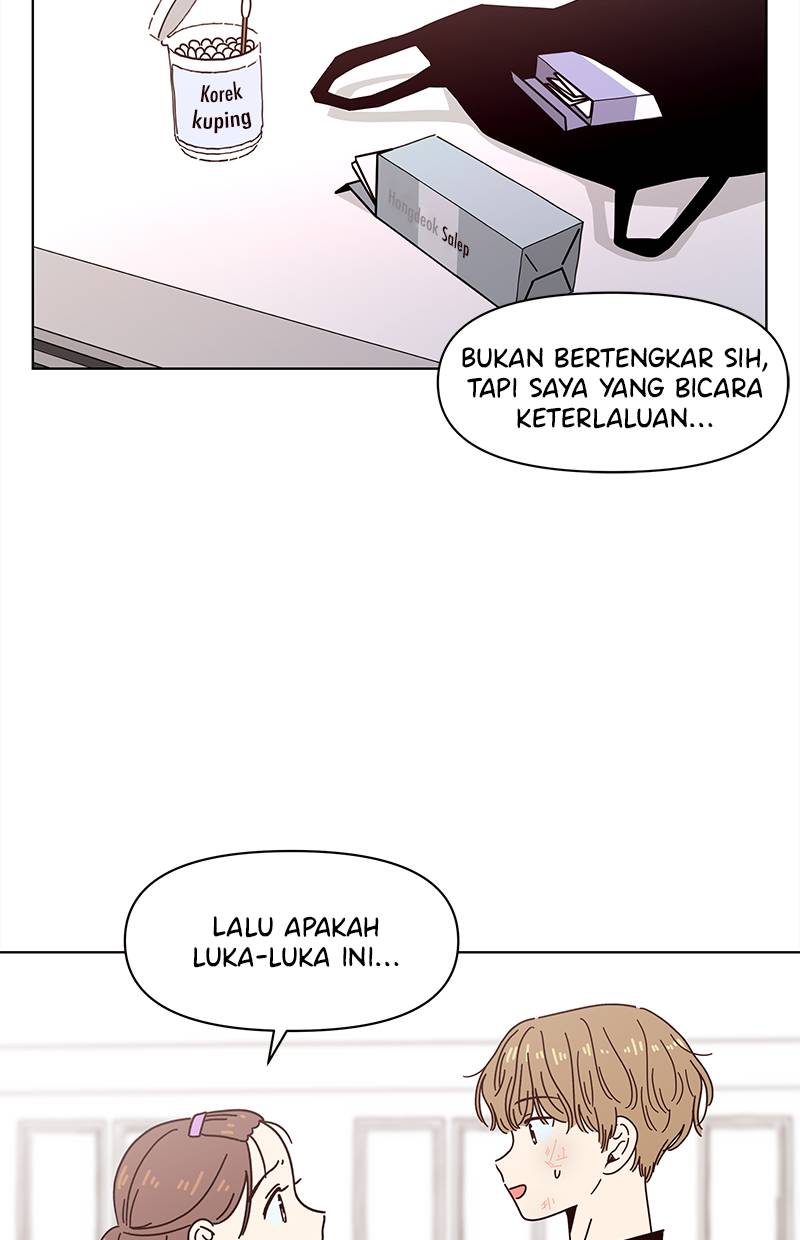 Korek
kuping
Hongdeok Salep
BUKAN BERTENGKAR SIH,
TAPI SAYA YANG BICARA
KETERLALUAN...
LALU APAKAH
LUKA-LUKA INI...